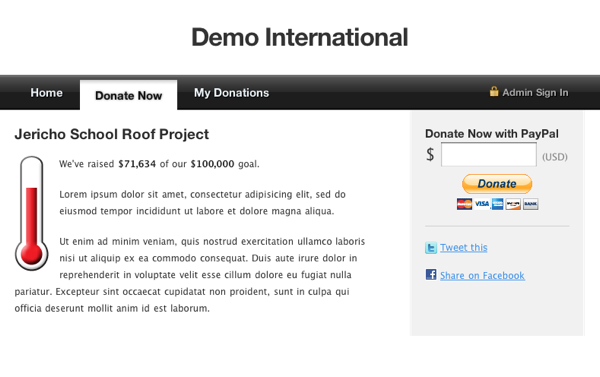 Demo International
Home
Donate Now
My Donations
Admin Sign In
Jericho School Roof Project
We've raised $71,634 of our $100,000 goal.
Lorem ipsum dolor sit amet, consectetur adipisicing elit, sed do
eiusmod tempor incididunt ut labore et dolore magna aliqua.
Ut enim ad minim veniam, quis nostrud exercitation ullamco laboris
nisi ut aliquip ex ea commodo consequat. Duis aute irure dolor in
reprehenderit in voluptate velit esse cillum dolore eu fugiat nulla
pariatur. Excepteur sint occaecat cupidatat non proident, sunt in culpa qui
officia deserunt mollit anim id est laborum.
Donate Now with PayPal
$ (USD)
Donate
VISA
BANK
Tweet this
Share on Facebook